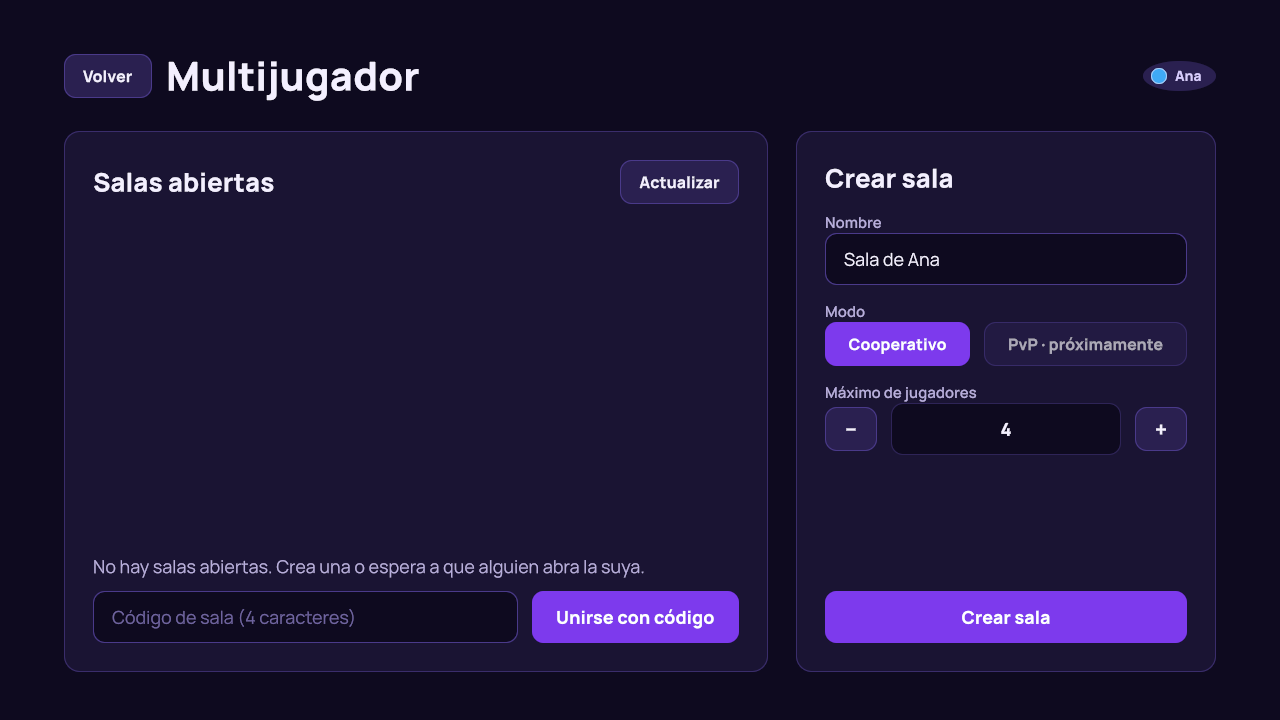 Volver
Multijugador
Ana
Salas abiertas
Actualizar
No hay salas abiertas. Crea una o espera a que alguien abra la suya.
Código de sala (4 caracteres)
Unirse con código
Crear sala
Nombre
Sala de Ana
Modo
Cooperativo
PvP · próximamente
Máximo de jugadores
−
4
+
Crear sala